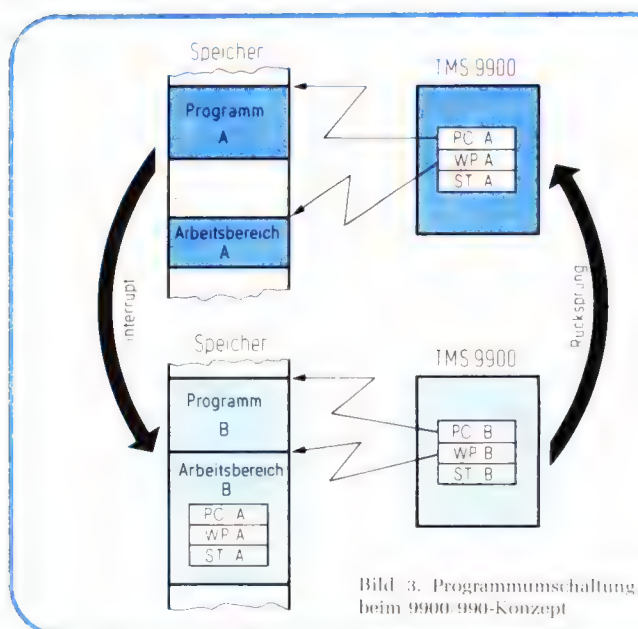 Speicher
TMS 9900
Programm
A
PC A
WP A
ST A
Arbeitsbereich
A
Interrupt
Rücksprung
Speicher
TMS 9900
Programm
B
PC B
WP B
ST B
Arbeitsbereich
B
PC A
WP A
ST A
Bild 3. Programmumschaltung
beim 9900/990-Konzept